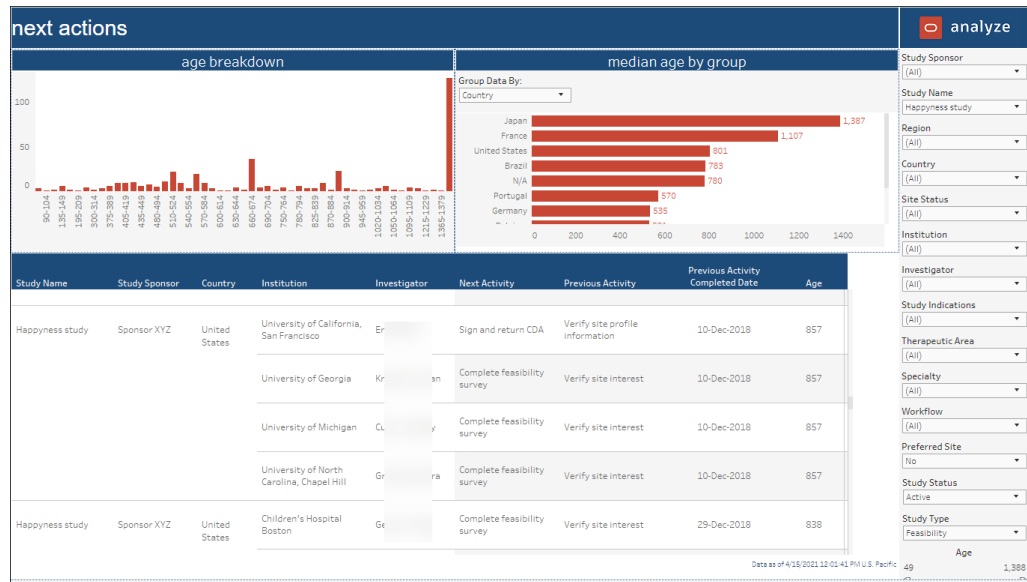 next actions
analyze
age breakdown
100
50
0
90-104
135-149
195-209
300-314
375-389
405-419
435-449
480-494
510-524
540-554
570-584
600-614
630-644
660-674
690-704
750-764
780-794
825-839
870-884
900-914
945-959
1020-1034
1050-1064
1095-1109
1215-1229
1365-1379
median age by group
Group Data By:
Country
Japan 1,387
France 1,107
United States 801
Brazil 783
N/A 780
Portugal 570
Germany 535
0 200 400 600 800 1000 1200 1400
Study Name Study Sponsor Country Institution Investigator Next Activity Previous Activity Previous Activity Completed Date Age
Happyness study Sponsor XYZ United States University of California, San Francisco Er Sign and return CDA Verify site profile information 10-Dec-2018 857
University of Georgia Kr an Complete feasibility survey Verify site interest 10-Dec-2018 857
University of Michigan Cu y Complete feasibility survey Verify site interest 10-Dec-2018 857
University of North Carolina, Chapel Hill Gr ra Complete feasibility survey Verify site interest 10-Dec-2018 857
Happyness study Sponsor XYZ United States Children's Hospital Boston Ge Complete feasibility survey Verify site interest 29-Dec-2018 838
Data as of 4/15/2021 12:01:41 PM U.S. Pacific
Study Sponsor
(All)
Study Name
Happyness study
Region
(All)
Country
(All)
Site Status
(All)
Institution
(All)
Investigator
(All)
Study Indications
(All)
Therapeutic Area
(All)
Specialty
(All)
Workflow
(All)
Preferred Site
No
Study Status
Active
Study Type
Feasibility
Age
49 1,388